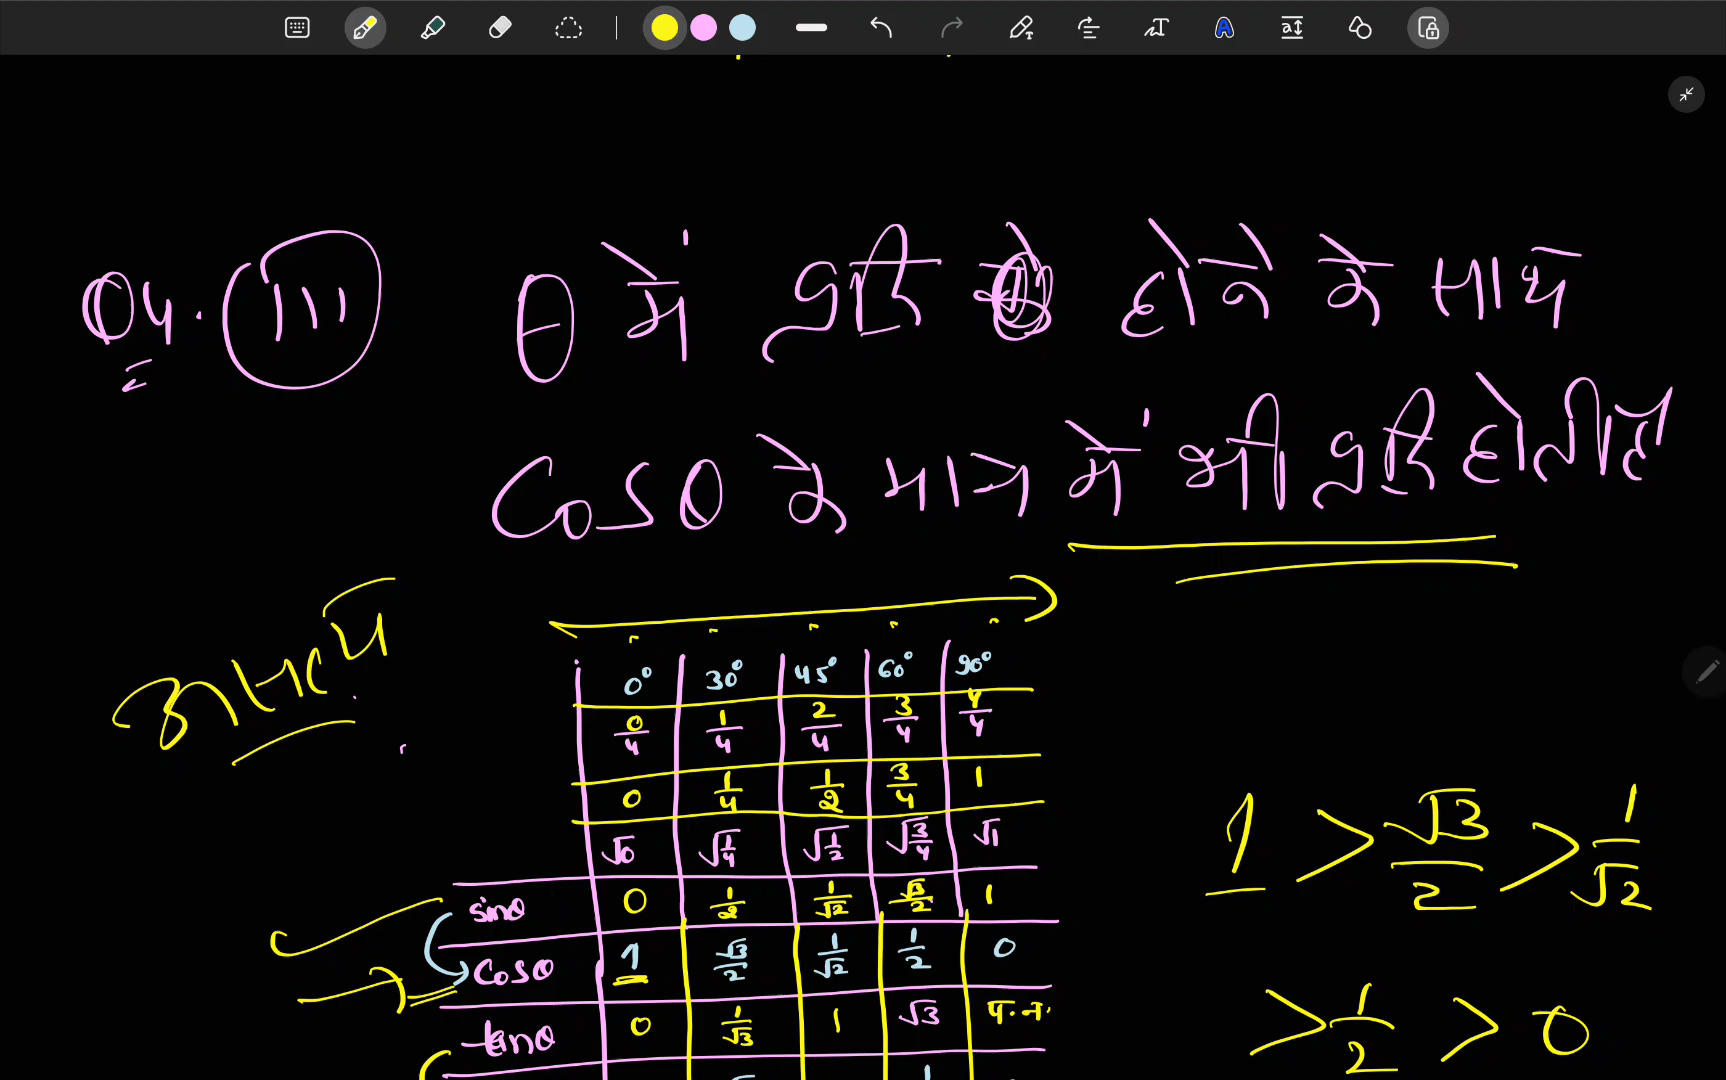 Q4. (iii) θ में वृद्धि होने के साथ
Cosθ के मान में भी वृद्धि होती है
असत्य
0° 30° 45° 60° 90°
0/4 1/4 2/4 3/4 4/4
0 1/4 1/2 3/4 1
√0 √1/4 √1/2 √3/4 √1
sinθ 0 1/2 1/√2 √3/2 1
Cosθ 1 √3/2 1/√2 1/2 0
tanθ 0 1/√3 1 √3 प.न.
1 > √3/2 > 1/√2
> 1/2 > 0